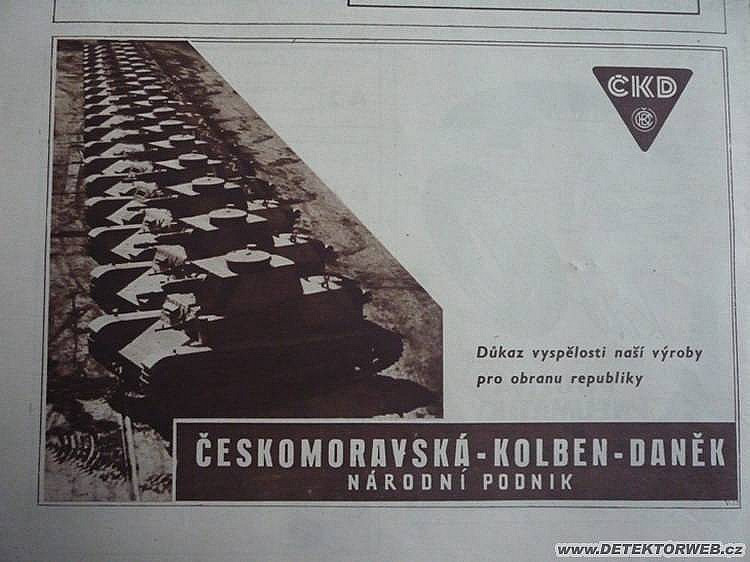 ČKD
Důkaz vyspělosti naší výroby
pro obranu republiky
ČESKOMORAVSKÁ-KOLBEN-DANĚK
NÁRODNÍ PODNIK
www.DETEKTORWEB.cz